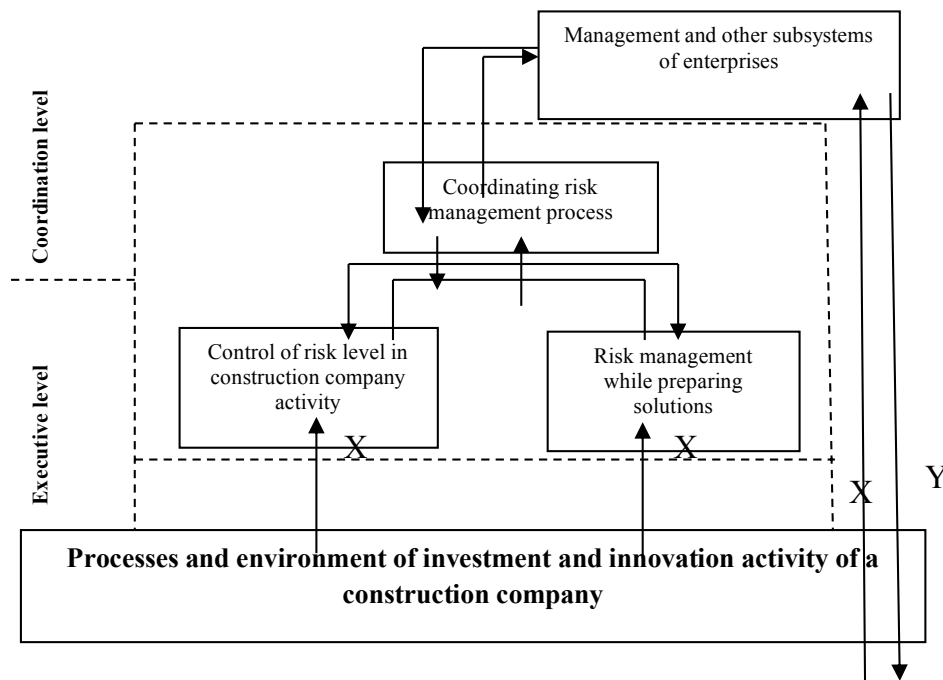 Management and other subsystems
of enterprises
Coordination level
Coordinating risk
management process
Executive level
Control of risk level in
construction company
activity
Risk management
while preparing
solutions
X
X
X
Y
Processes and environment of investment and innovation activity of a
construction company